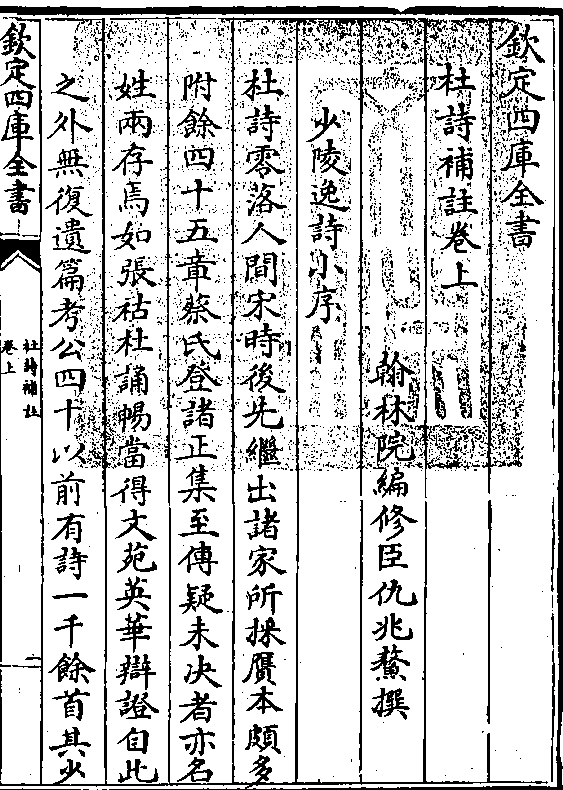 欽定四庫全書
杜詩補註卷上
翰林院編修臣仇兆鰲撰
少陵逸詩小序
杜詩零落人間宋時後先繼出諸家所採贋本頗多
附餘四十五章蔡氏登諸正集至傳疑未决者亦名
姓兩存焉如張祜杜誦暢當得文苑英華辯證自此
之外無復遺篇考公四十以前有詩一千餘首其少
欽定四庫全書
杜詩補註
卷上
一